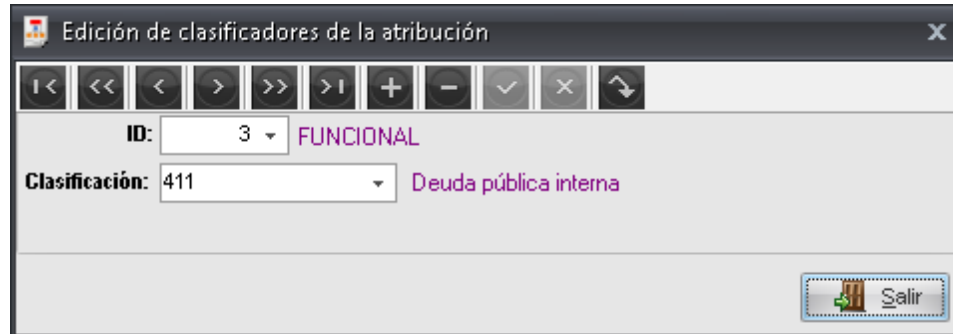 Edición de clasificadores de la atribución
ID: 3 FUNCIONAL
Clasificación: 411 Deuda pública interna
Salir